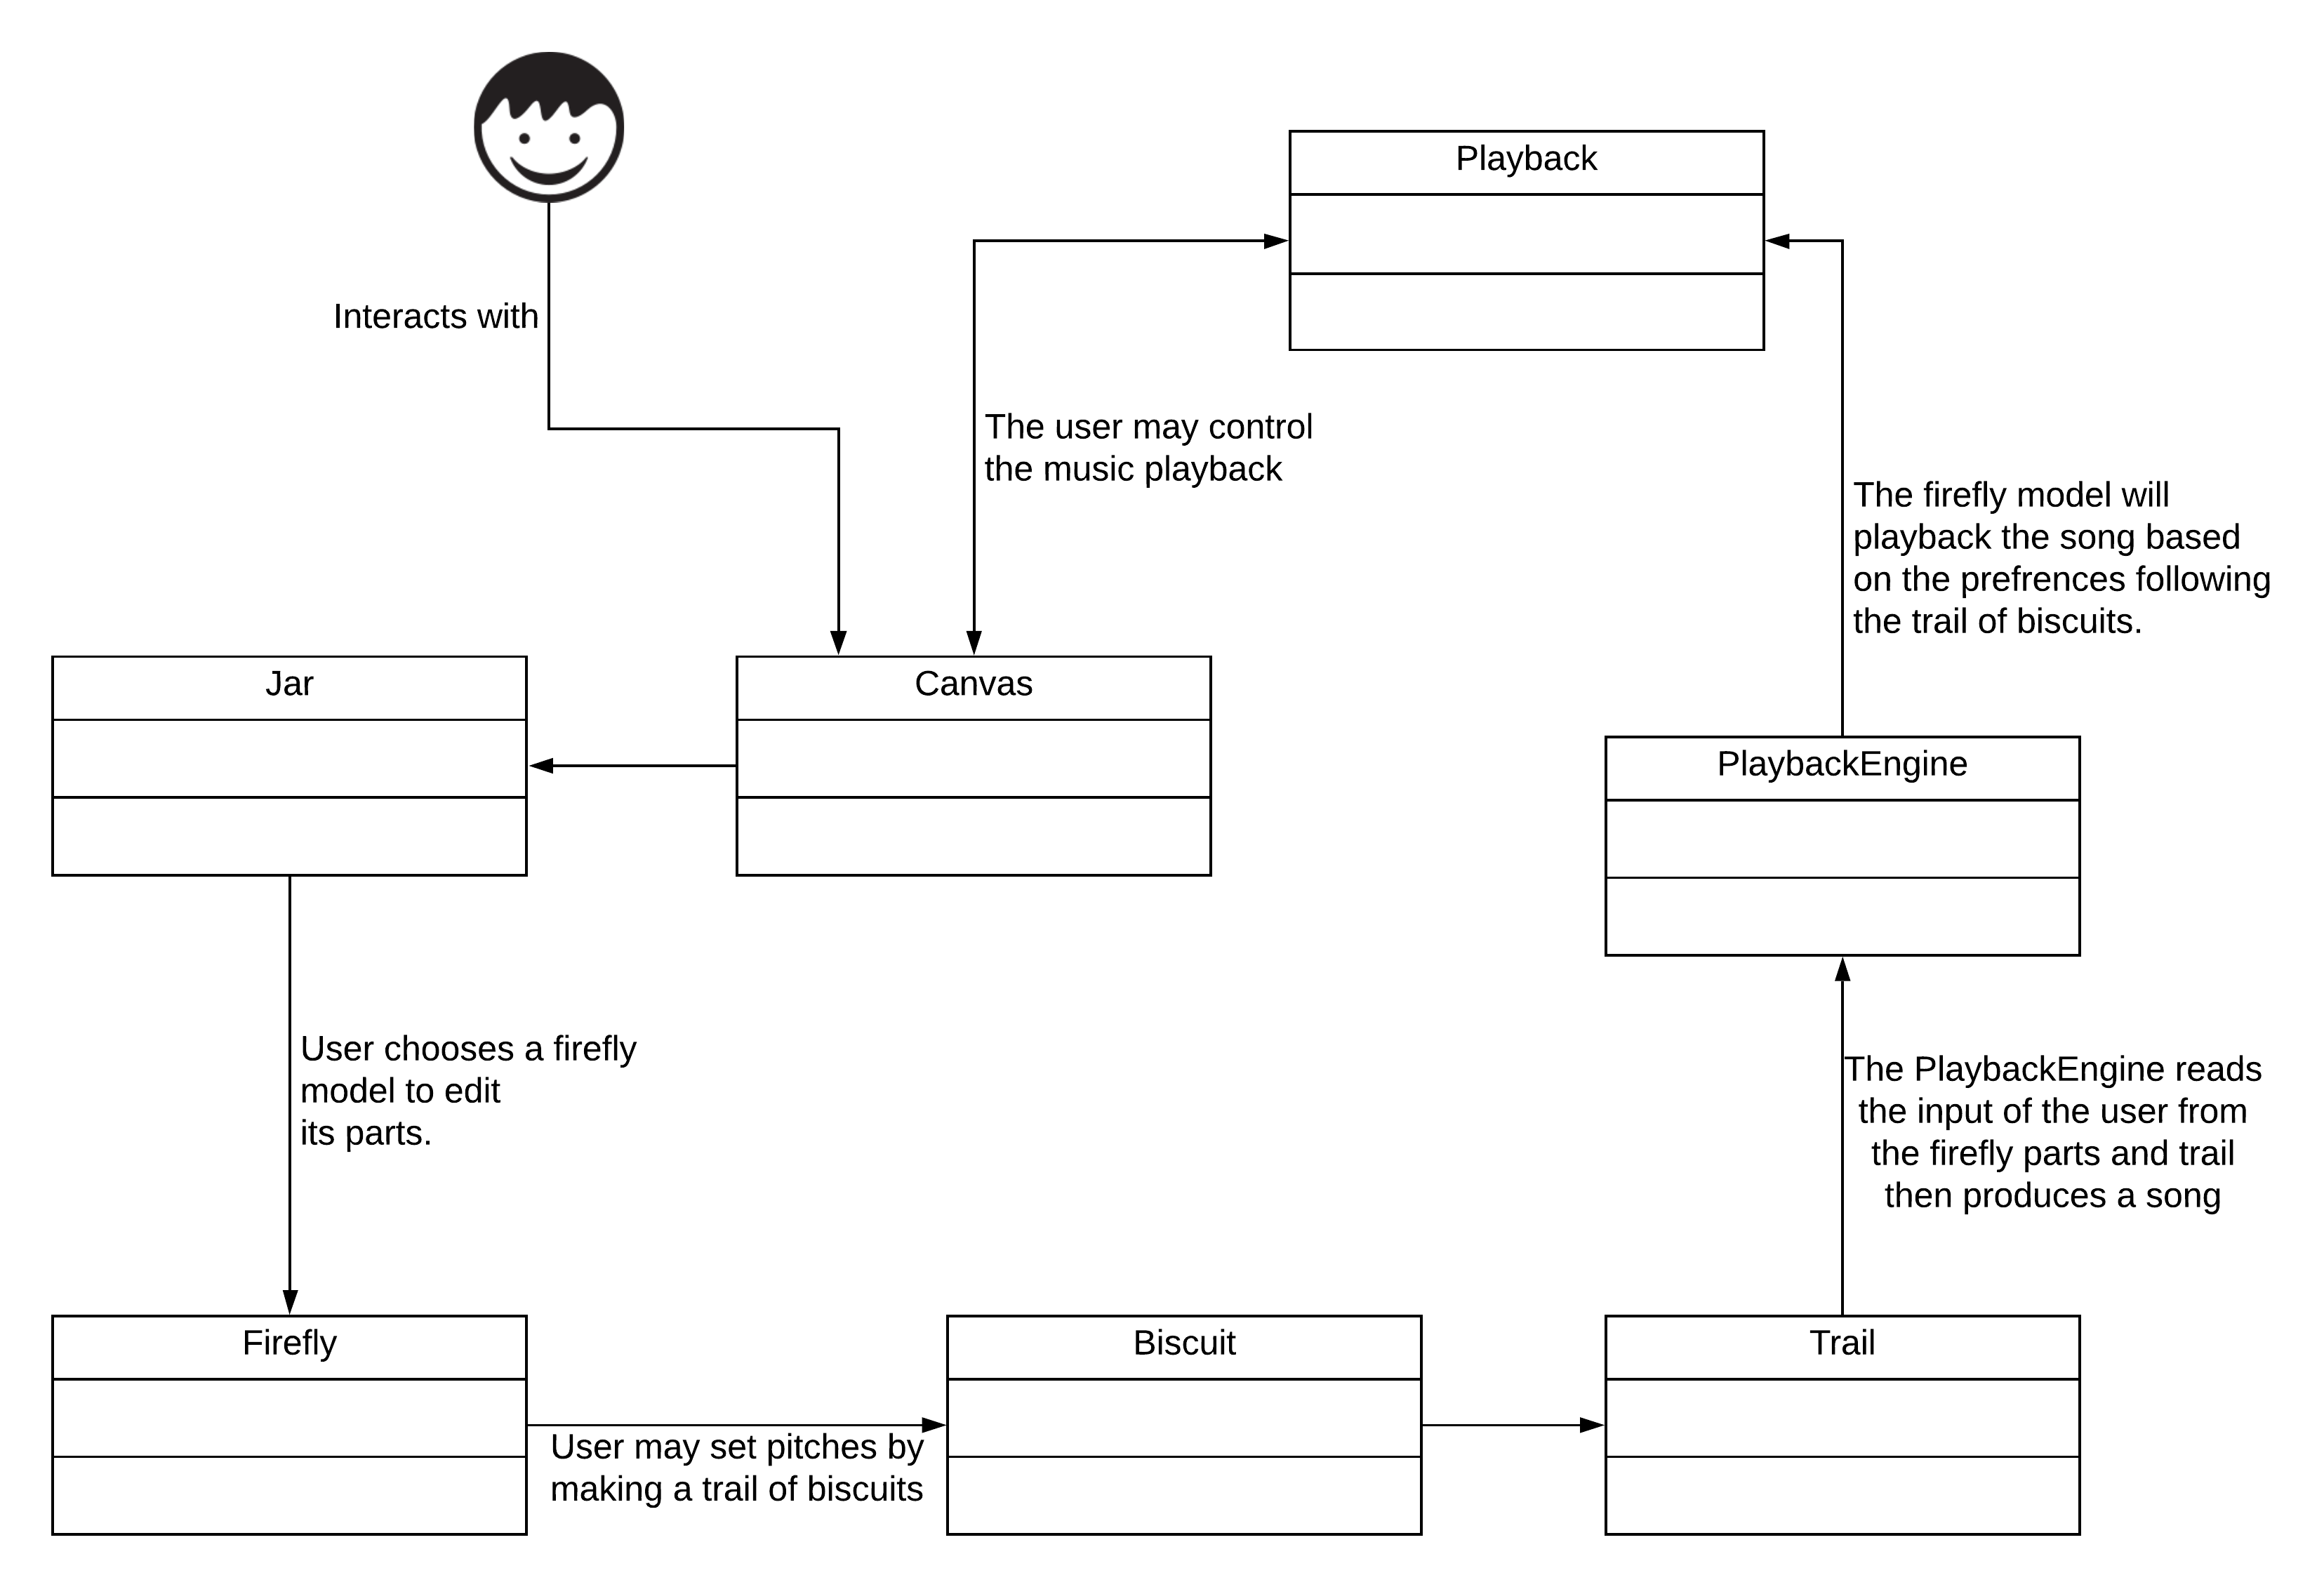 Playback
Interacts with
The user may control
the music playback
The firefly model will
playback the song based
on the prefrences following
the trail of biscuits.
Jar
Canvas
PlaybackEngine
User chooses a firefly
model to edit
its parts.
The PlaybackEngine reads
the input of the user from
the firefly parts and trail
then produces a song
Firefly
Biscuit
Trail
User may set pitches by
making a trail of biscuits